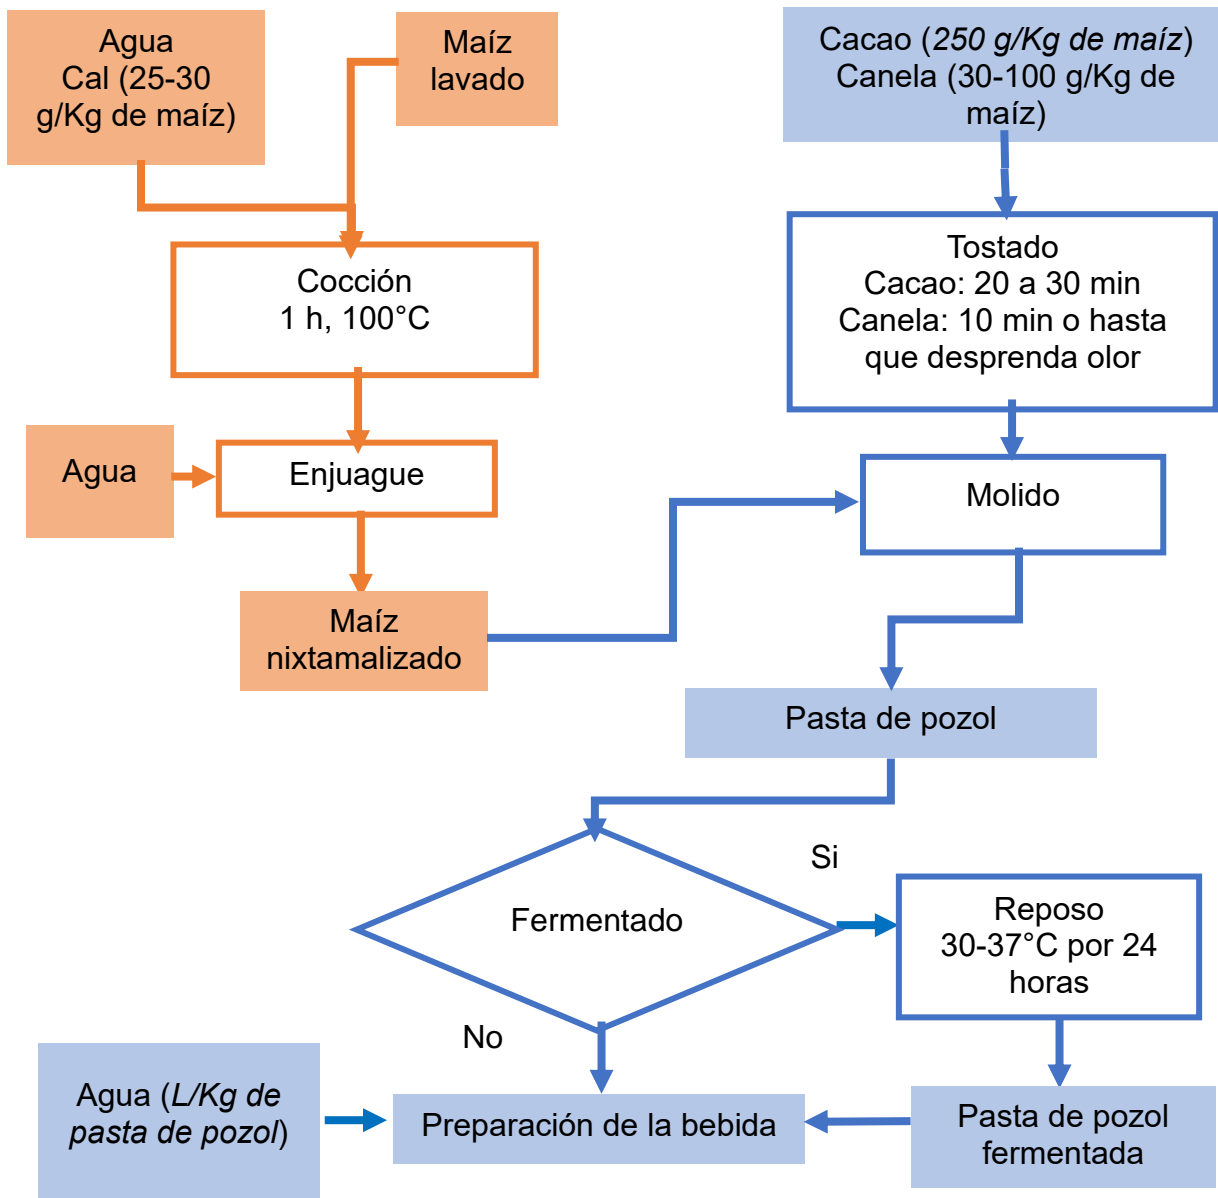 Agua
Cal (25-30
g/Kg de maíz)
Maíz
lavado
Cacao (250 g/Kg de maíz)
Canela (30-100 g/Kg de
maíz)
Cocción
1 h, 100°C
Tostado
Cacao: 20 a 30 min
Canela: 10 min o hasta
que desprenda olor
Agua
Enjuague
Molido
Maíz
nixtamalizado
Pasta de pozol
Fermentado
Si
Reposo
30-37°C por 24
horas
No
Agua (L/Kg de
pasta de pozol)
Preparación de la bebida
Pasta de pozol
fermentada